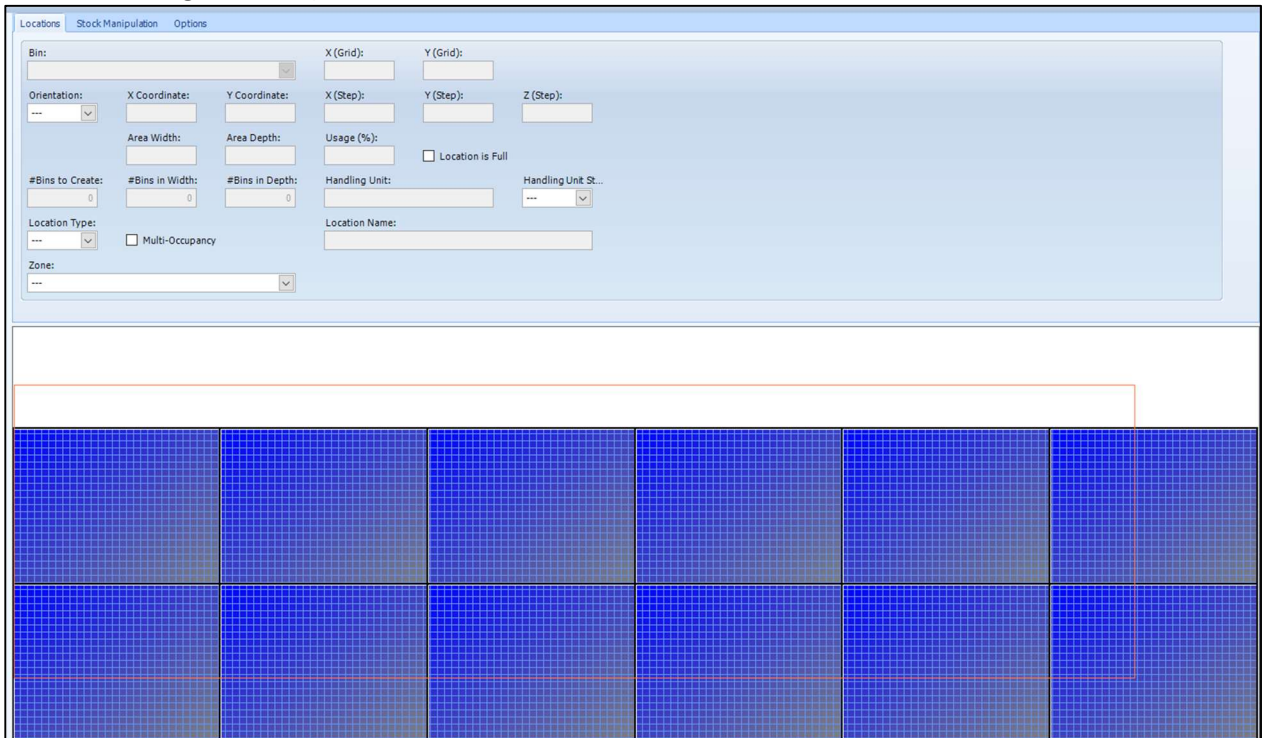 Locations Stock Manipulation Options
Bin: X (Grid): Y (Grid):
Orientation: X Coordinate: Y Coordinate: X (Step): Y (Step): Z (Step):
---
Area Width: Area Depth: Usage (%):
Location is Full
#Bins to Create: #Bins in Width: #Bins in Depth: Handling Unit: Handling Unit St...
0 0 0 ---
Location Type: Location Name:
--- Multi-Occupancy
Zone:
---